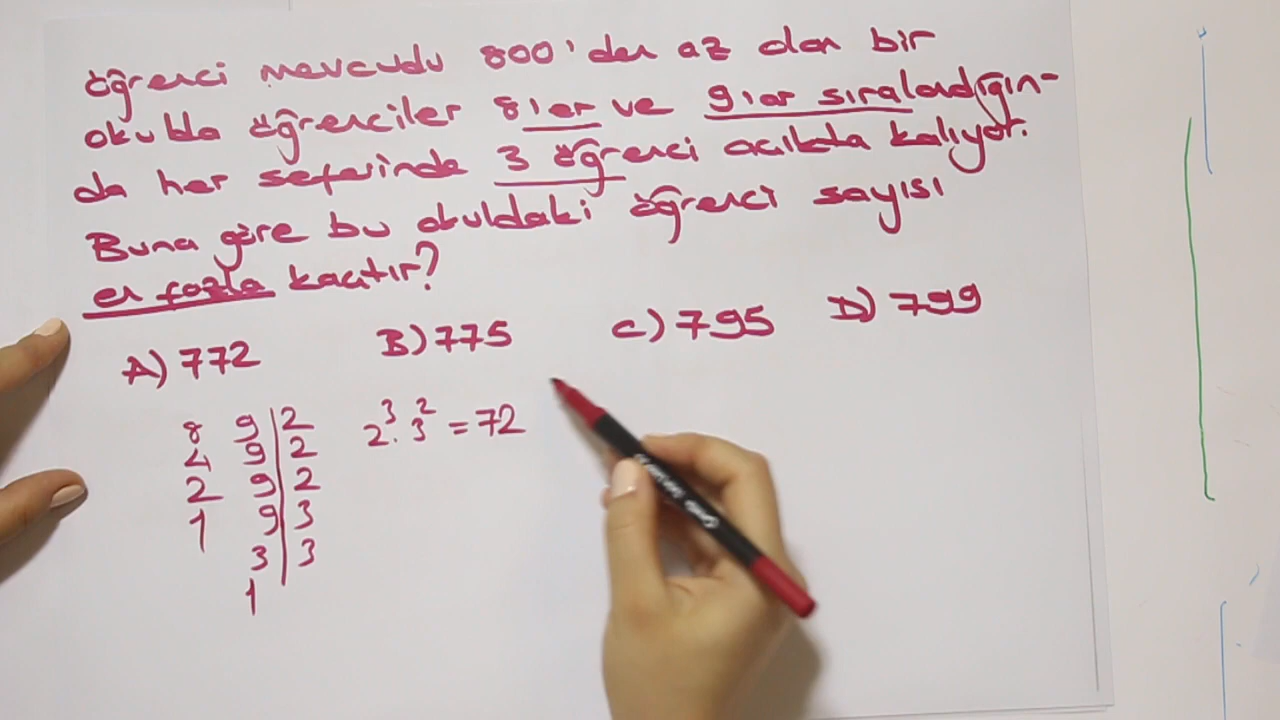 öğrenci mevcudu 800'den az olan bir
okulda öğrenciler 8'er ve 9'ar sıralandığın-
da her seferinde 3 öğrenci açıkta kalıyor.
Buna göre bu okuldaki öğrenci sayısı
en fazla kaçtır?
A) 772 B) 775 C) 795 D) 799
8 9 | 2 2³. 3² = 72
4 9 | 2
2 9 | 2
1 9 | 3
3 | 3
1